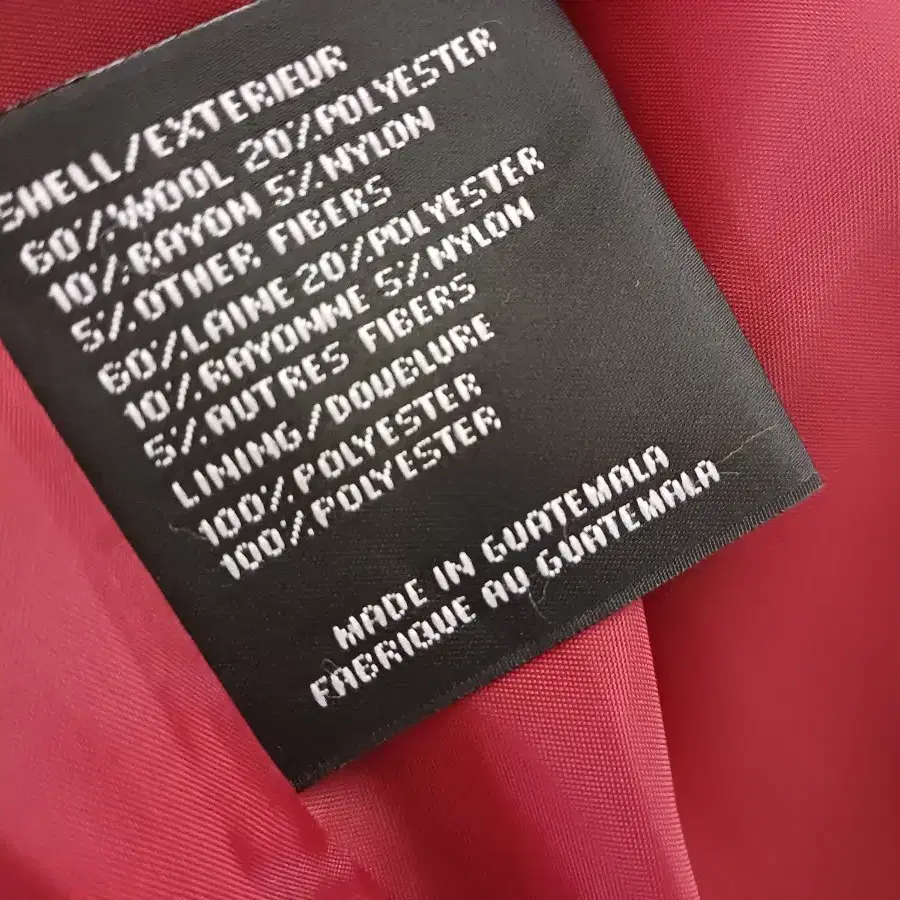 SHELL/EXTERIEUR
60%WOOL 20%POLYESTER
10%RAYON 5%NYLON
5%OTHER FIBERS
60%LAINE 20%POLYESTER
10%RAYONNE 5%NYLON
5%AUTRES FIBERS
LINING/DOUBLURE
100%POLYESTER
100%POLYESTER
MADE IN GUATEMALA
FABRIQUE AU GUATEMALA